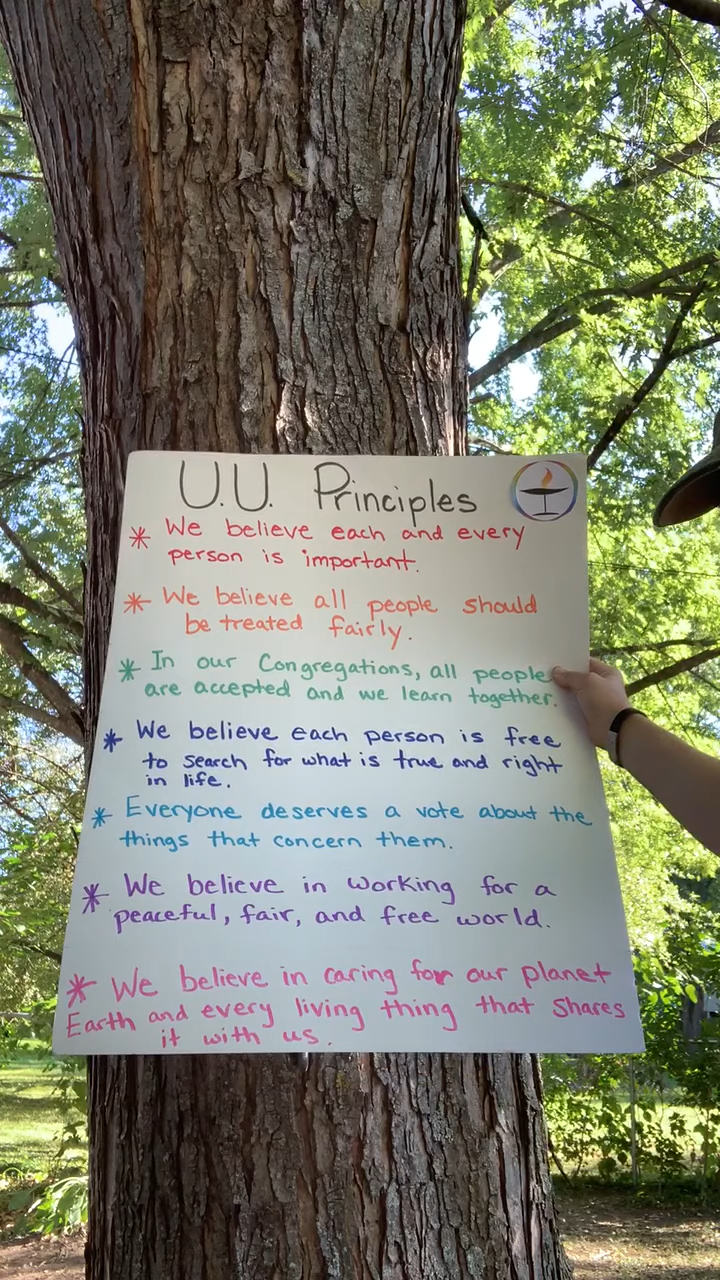 U.U. Principles
* We believe each and every
person is important.
* We believe all people should
be treated fairly.
* In our Congregations, all people
are accepted and we learn together.
* We believe each person is free
to search for what is true and right
in life.
* Everyone deserves a vote about the
things that concern them.
* We believe in working for a
peaceful, fair, and free world.
* We believe in caring for our planet
Earth and every living thing that shares
it with us.